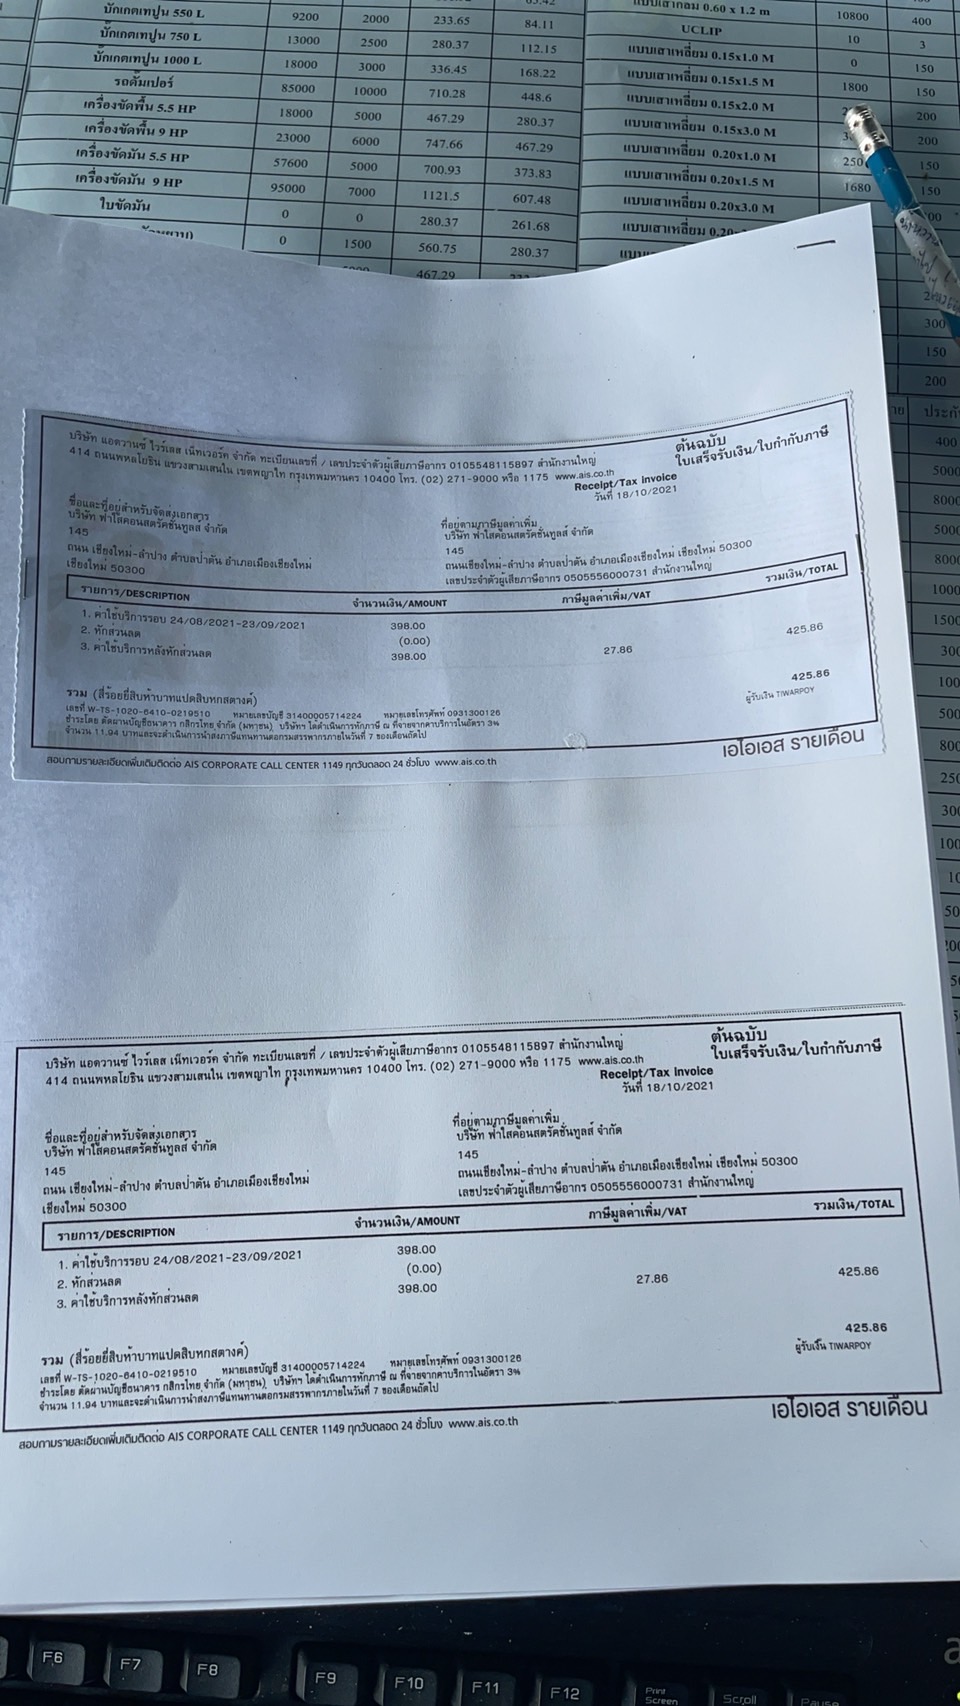 บักเกตเทปูน 550 L 9200 2000 233.65 84.11
บักเกตเทปูน 750 L 13000 2500 280.37 112.15
บักเกตเทปูน 1000 L 18000 3000 336.45 168.22
รถดั๊มเปอร์ 85000 10000 710.28 448.6
เครื่องขัดพื้น 5.5 HP 18000 5000 467.29 280.37
เครื่องขัดพื้น 9 HP 23000 6000 747.66 467.29
เครื่องขัดมัน 5.5 HP 57600 5000 700.93 373.83
เครื่องขัดมัน 9 HP 95000 7000 1121.5 607.48
ใบขัดมัน 0 0 280.37 261.68
0 1500 560.75 280.37
467.29
แบบเสากลม 0.60 x 1.2 m 10800 400
UCLIP 10 3
แบบเสาเหลี่ยม 0.15x1.0 M 0 150
แบบเสาเหลี่ยม 0.15x1.5 M 1800 150
แบบเสาเหลี่ยม 0.15x2.0 M 200
แบบเสาเหลี่ยม 0.15x3.0 M 200
แบบเสาเหลี่ยม 0.20x1.0 M 150
แบบเสาเหลี่ยม 0.20x1.5 M 1680 150
แบบเสาเหลี่ยม 0.20x3.0 M
300
150
200
ประกัน
400
บริษัท แอดวานซ์ ไวร์เลส เน็ทเวอร์ค จำกัด ทะเบียนเลขที่ / เลขประจำตัวผู้เสียภาษีอากร 0105548115897 สำนักงานใหญ่
414 ถนนพหลโยธิน แขวงสามเสนใน เขตพญาไท กรุงเทพมหานคร 10400 โทร. (02) 271-9000 หรือ 1175 www.ais.co.th
ต้นฉบับ
ใบเสร็จรับเงิน/ใบกำกับภาษี
Receipt/Tax Invoice
วันที่ 18/10/2021
ชื่อและที่อยู่สำหรับจัดส่งเอกสาร
บริษัท ฟ้าใสคอนสตรัคชั่นทูลส์ จำกัด
145
ถนน เชียงใหม่-ลำปาง ตำบลป่าตัน อำเภอเมืองเชียงใหม่
เชียงใหม่ 50300
ที่อยู่ตามภาษีมูลค่าเพิ่ม
บริษัท ฟ้าใสคอนสตรัคชั่นทูลส์ จำกัด
145
ถนนเชียงใหม่-ลำปาง ตำบลป่าตัน อำเภอเมืองเชียงใหม่ เชียงใหม่ 50300
เลขประจำตัวผู้เสียภาษีอากร 0505556000731 สำนักงานใหญ่
รายการ/DESCRIPTION จำนวนเงิน/AMOUNT ภาษีมูลค่าเพิ่ม/VAT รวมเงิน/TOTAL
1. ค่าใช้บริการรอบ 24/08/2021-23/09/2021 398.00
2. หักส่วนลด (0.00)
3. ค่าใช้บริการหลังหักส่วนลด 398.00 27.86 425.86
425.86
รวม (สี่ร้อยยี่สิบห้าบาทแปดสิบหกสตางค์) ผู้รับเงิน TIWARPOY
เลขที่ W-TS-1020-6410-0219510 หมายเลขบัญชี 31400005714224 หมายเลขโทรศัพท์ 0931300126
ชำระโดย ตัดผ่านบัญชีธนาคาร กสิกรไทย จำกัด (มหาชน) บริษัทฯ ได้ดำเนินการหักภาษี ณ ที่จ่ายจากค่าบริการในอัตรา 3%
จำนวน 11.94 บาทและจะดำเนินการนำส่งภาษีแทนท่านต่อกรมสรรพากรภายในวันที่ 7 ของเดือนถัดไป
เอไอเอส รายเดือน
สอบถามรายละเอียดเพิ่มเติมติดต่อ AIS CORPORATE CALL CENTER 1149 ทุกวันตลอด 24 ชั่วโมง www.ais.co.th
บริษัท แอดวานซ์ ไวร์เลส เน็ทเวอร์ค จำกัด ทะเบียนเลขที่ / เลขประจำตัวผู้เสียภาษีอากร 0105548115897 สำนักงานใหญ่
414 ถนนพหลโยธิน แขวงสามเสนใน เขตพญาไท กรุงเทพมหานคร 10400 โทร. (02) 271-9000 หรือ 1175 www.ais.co.th
ต้นฉบับ
ใบเสร็จรับเงิน/ใบกำกับภาษี
Receipt/Tax Invoice
วันที่ 18/10/2021
ชื่อและที่อยู่สำหรับจัดส่งเอกสาร
บริษัท ฟ้าใสคอนสตรัคชั่นทูลส์ จำกัด
145
ถนน เชียงใหม่-ลำปาง ตำบลป่าตัน อำเภอเมืองเชียงใหม่
เชียงใหม่ 50300
ที่อยู่ตามภาษีมูลค่าเพิ่ม
บริษัท ฟ้าใสคอนสตรัคชั่นทูลส์ จำกัด
145
ถนนเชียงใหม่-ลำปาง ตำบลป่าตัน อำเภอเมืองเชียงใหม่ เชียงใหม่ 50300
เลขประจำตัวผู้เสียภาษีอากร 0505556000731 สำนักงานใหญ่
รายการ/DESCRIPTION จำนวนเงิน/AMOUNT ภาษีมูลค่าเพิ่ม/VAT รวมเงิน/TOTAL
1. ค่าใช้บริการรอบ 24/08/2021-23/09/2021 398.00
2. หักส่วนลด (0.00)
3. ค่าใช้บริการหลังหักส่วนลด 398.00 27.86 425.86
425.86
รวม (สี่ร้อยยี่สิบห้าบาทแปดสิบหกสตางค์) ผู้รับเงิน TIWARPOY
เลขที่ W-TS-1020-6410-0219510 หมายเลขบัญชี 31400005714224 หมายเลขโทรศัพท์ 0931300126
ชำระโดย ตัดผ่านบัญชีธนาคาร กสิกรไทย จำกัด (มหาชน) บริษัทฯ ได้ดำเนินการหักภาษี ณ ที่จ่ายจากค่าบริการในอัตรา 3%
จำนวน 11.94 บาทและจะดำเนินการนำส่งภาษีแทนท่านต่อกรมสรรพากรภายในวันที่ 7 ของเดือนถัดไป
เอไอเอส รายเดือน
สอบถามรายละเอียดเพิ่มเติมติดต่อ AIS CORPORATE CALL CENTER 1149 ทุกวันตลอด 24 ชั่วโมง www.ais.co.th
F6 F7 F8 F9 F10 F11 F12 Print Screen Scroll Pause